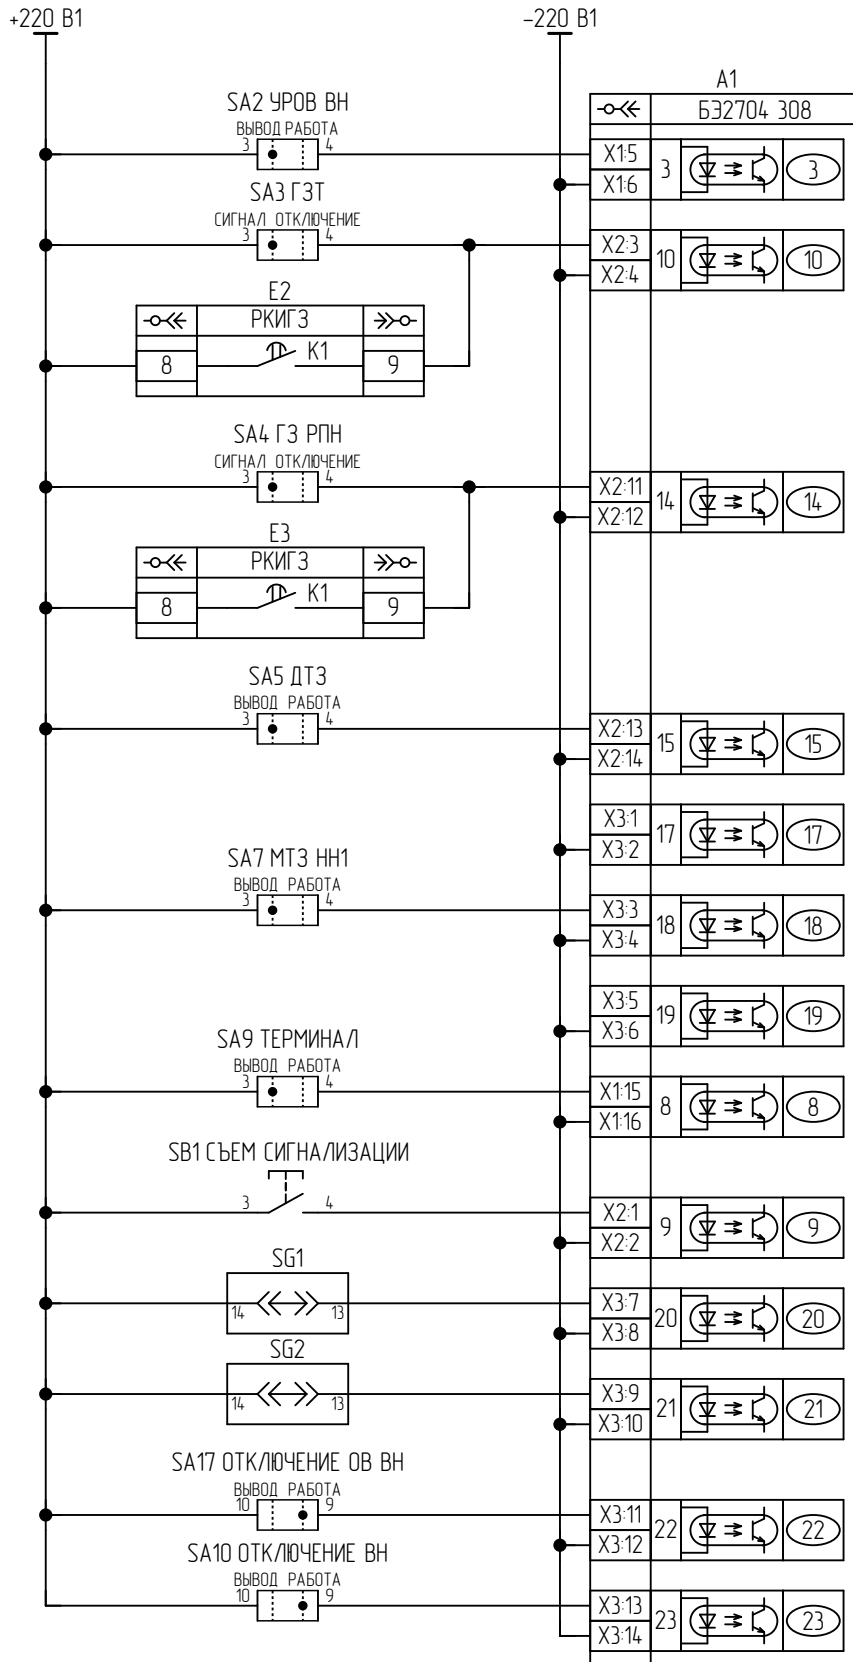 +220 В1
-220 В1
А1
БЭ2704 308
SA2 УРОВ ВН
ВЫВОД РАБОТА
3 4
X1:5
X1:6
3
3
SA3 ГЗТ
СИГНАЛ ОТКЛЮЧЕНИЕ
3 4
X2:3
X2:4
10
10
E2
РКИГЗ
8
K1
9
SA4 ГЗ РПН
СИГНАЛ ОТКЛЮЧЕНИЕ
3 4
X2:11
X2:12
14
14
E3
РКИГЗ
8
K1
9
SA5 ДТЗ
ВЫВОД РАБОТА
3 4
X2:13
X2:14
15
15
X3:1
X3:2
17
17
SA7 МТЗ НН1
ВЫВОД РАБОТА
3 4
X3:3
X3:4
18
18
X3:5
X3:6
19
19
SA9 ТЕРМИНАЛ
ВЫВОД РАБОТА
3 4
X1:15
X1:16
8
8
SB1 СЪЕМ СИГНАЛИЗАЦИИ
3 4
X2:1
X2:2
9
9
SG1
14 13
X3:7
X3:8
20
20
SG2
14 13
X3:9
X3:10
21
21
SA17 ОТКЛЮЧЕНИЕ ОВ ВН
ВЫВОД РАБОТА
10 9
X3:11
X3:12
22
22
SA10 ОТКЛЮЧЕНИЕ ВН
ВЫВОД РАБОТА
10 9
X3:13
X3:14
23
23